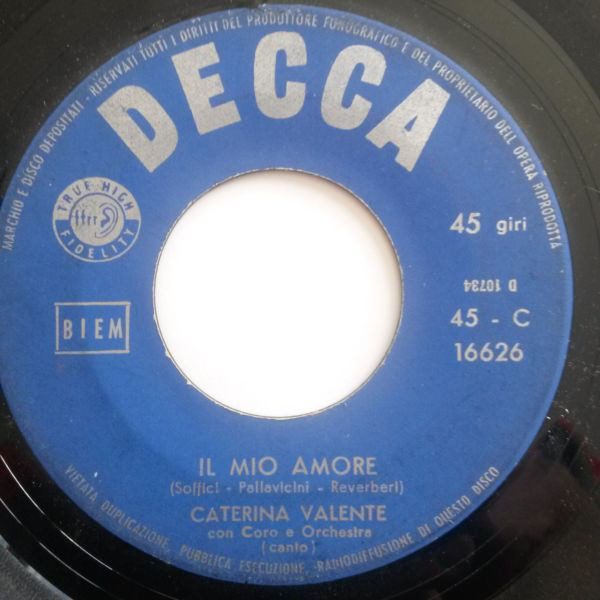 MARCHIO E DISCO DEPOSITATI - RISERVATI TUTTI I DIRITTI DEL PRODUTTORE FONOGRAFICO E DEL PROPRIETARIO DELL OPERA RIPRODOTTA
DECCA
TRUE HIGH
ffrr
FIDELITY
45 giri
D 10734
BIEM
45 - C
16626
IL MIO AMORE
(Soffici - Pallavicini - Reverberi)
CATERINA VALENTE
con Coro e Orchestra
(canto)
VIETATA DUPLICAZIONE, PUBBLICA ESECUZIONE, -RADIODIFFUSIONE DI QUESTO DISCO